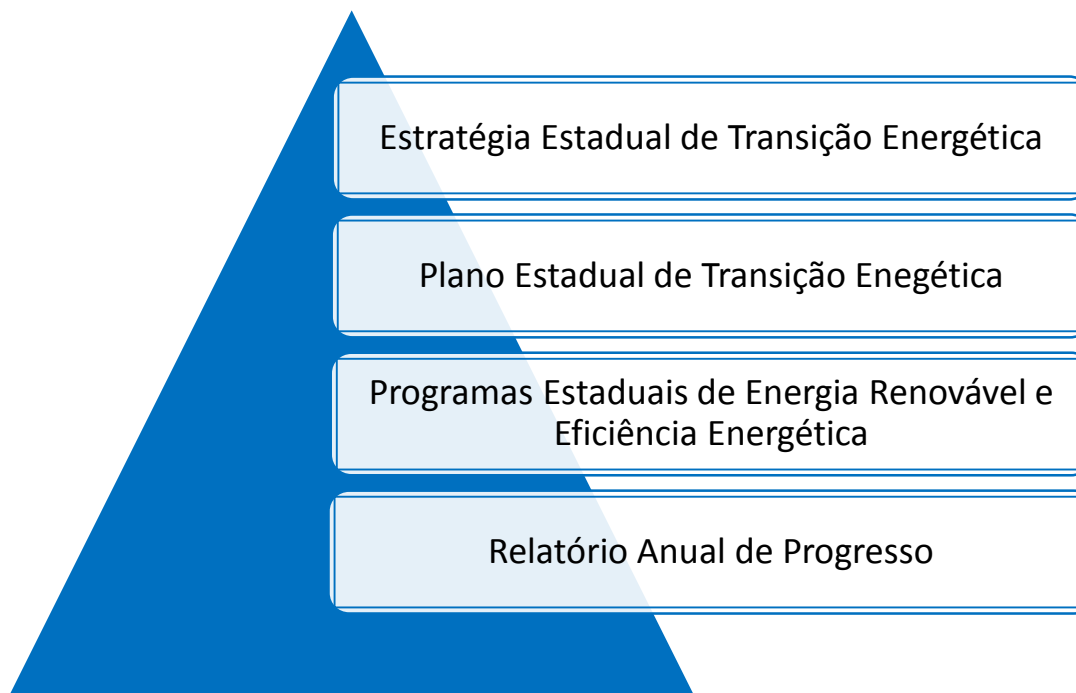 Estratégia Estadual de Transição Energética
Plano Estadual de Transição Enegética
Programas Estaduais de Energia Renovável e
Eficiência Energética
Relatório Anual de Progresso